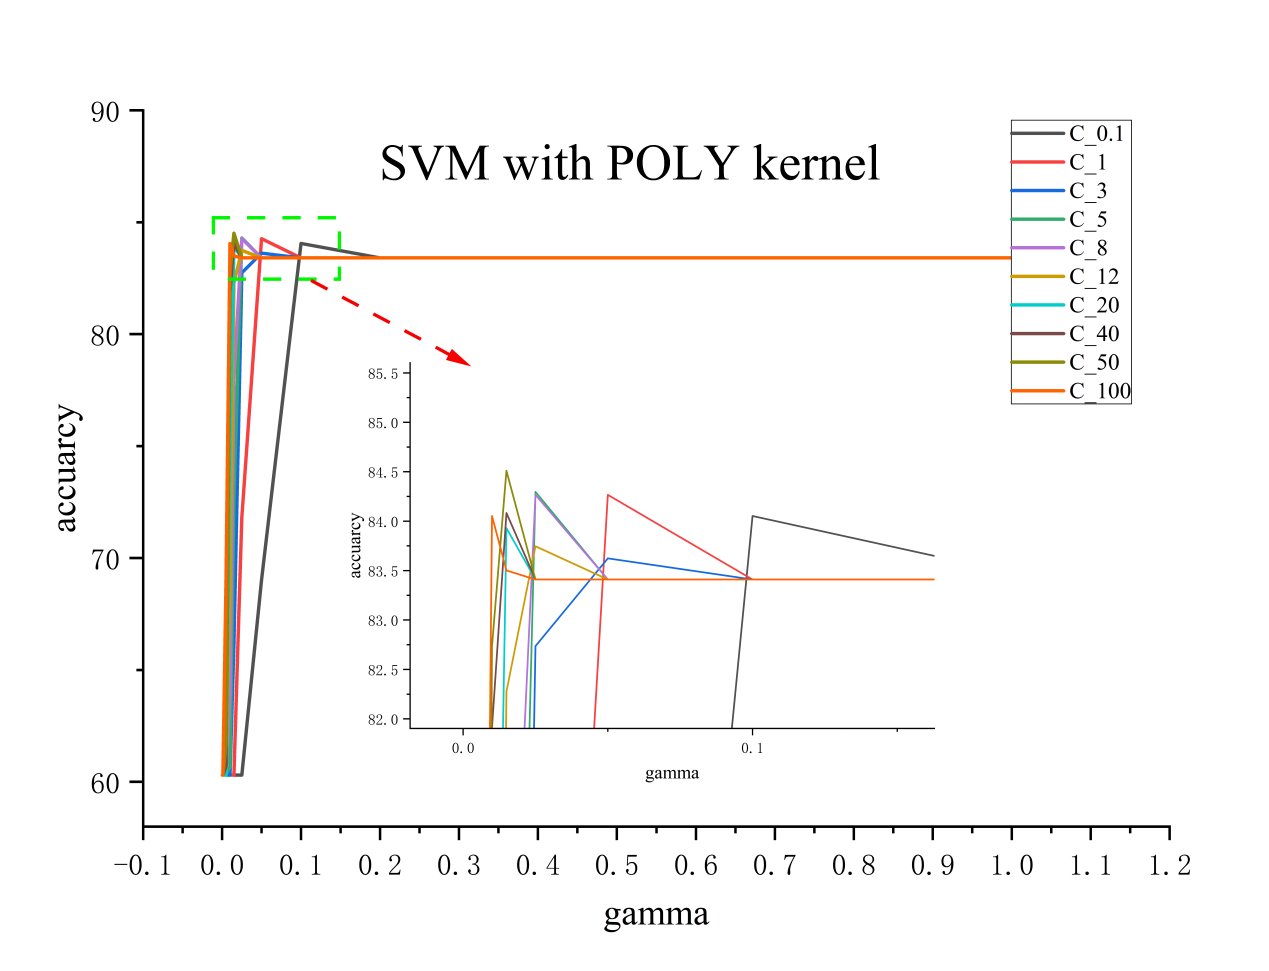 SVM with POLY kernel
90
80
70
60
accuarcy
-0.1 0.0 0.1 0.2 0.3 0.4 0.5 0.6 0.7 0.8 0.9 1.0 1.1 1.2
gamma
C_0.1
C_1
C_3
C_5
C_8
C_12
C_20
C_40
C_50
C_100
85.5
85.0
84.5
84.0
83.5
83.0
82.5
82.0
accuarcy
0.0 0.1
gamma